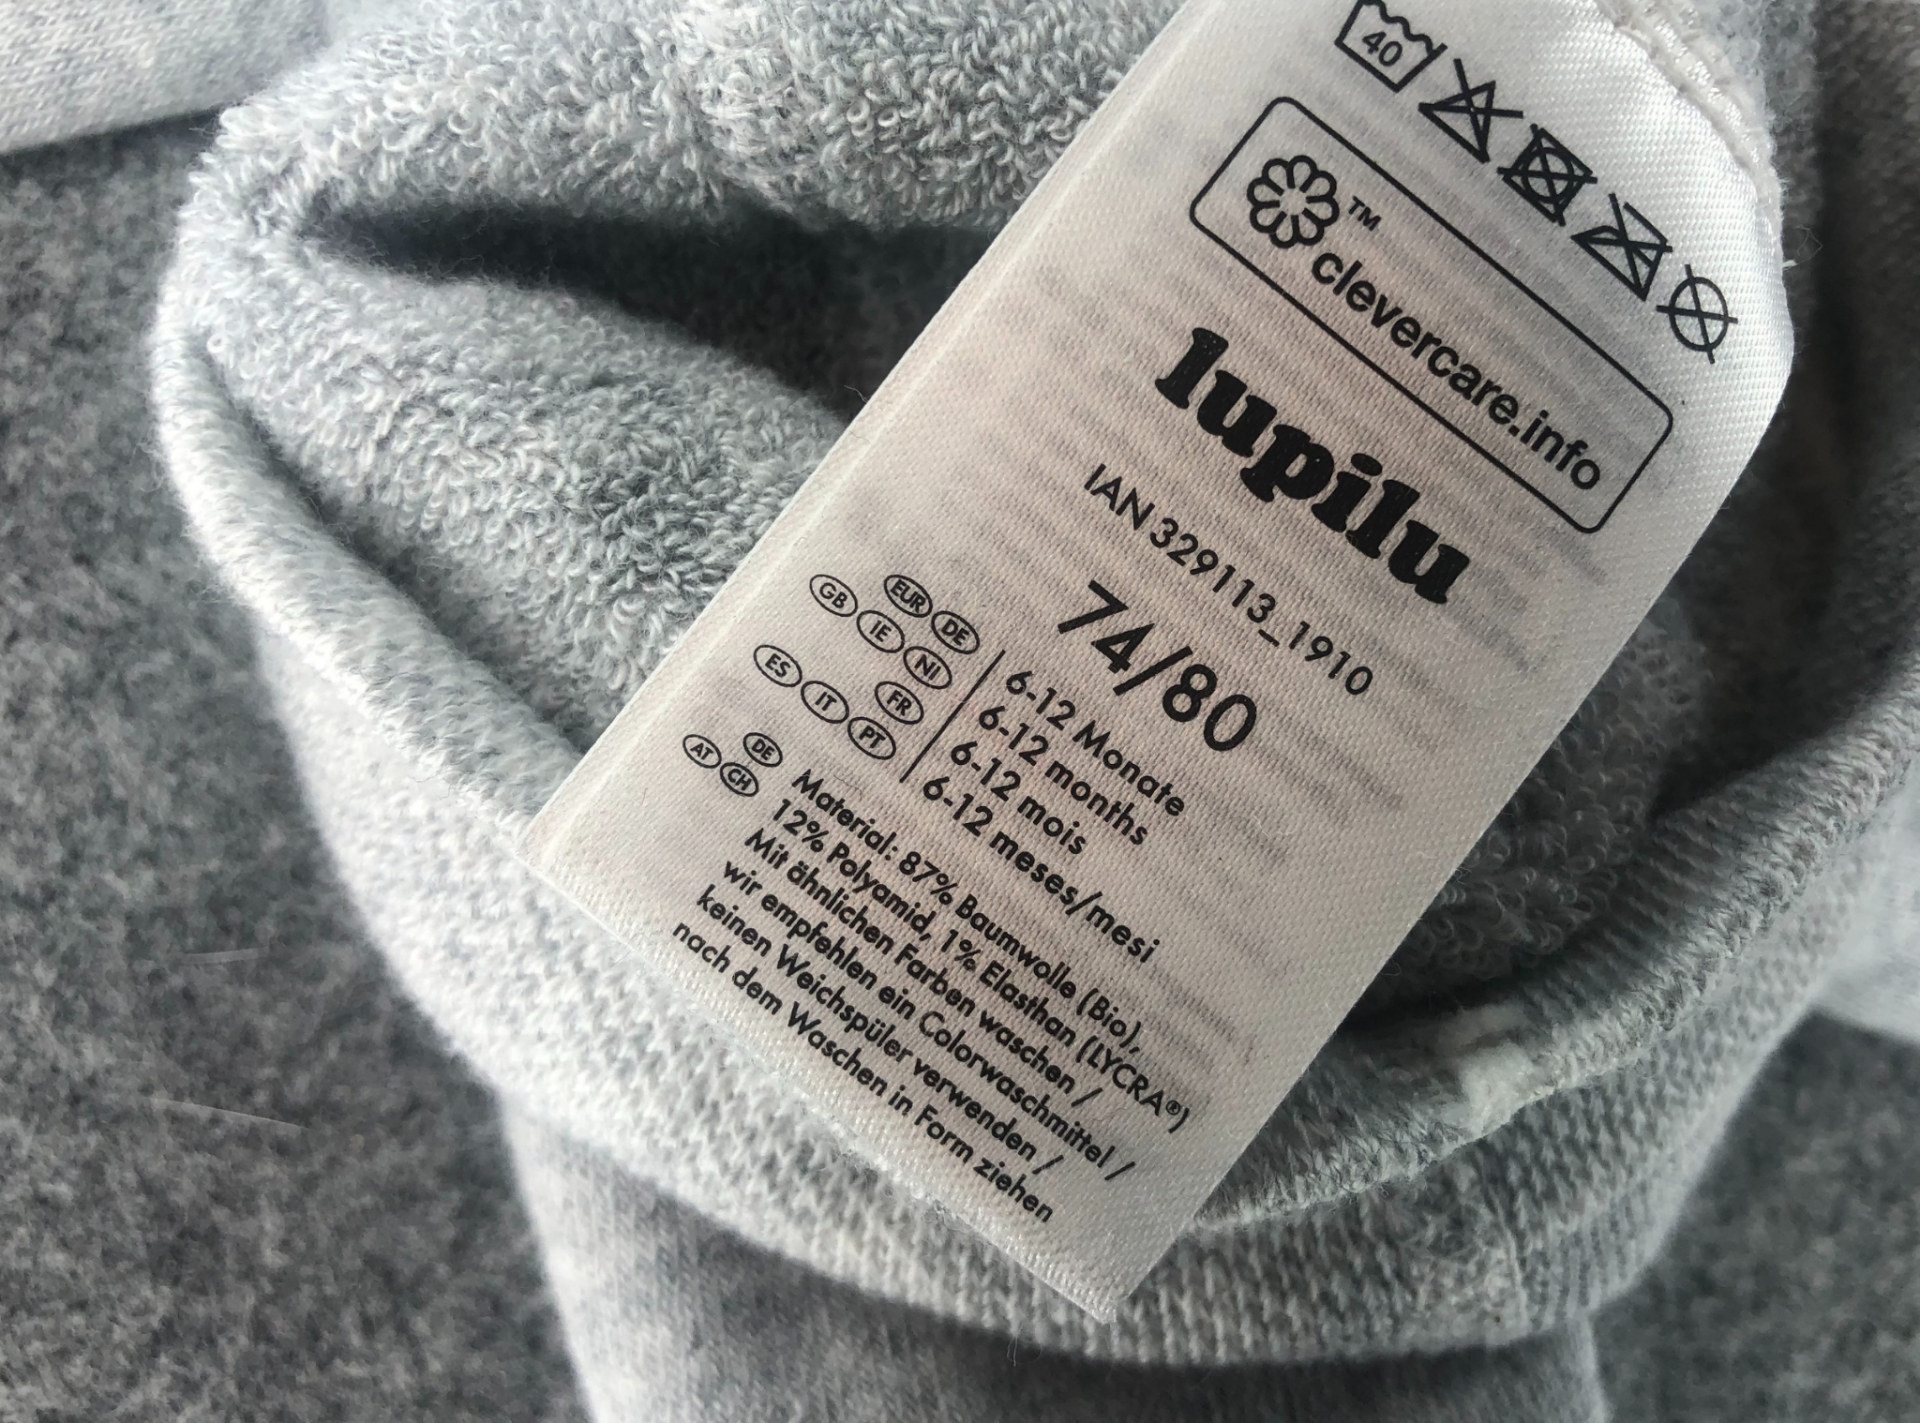 40
™
clevercare.info
lupilu
IAN 329113_1910
74/80
EUR DE 6-12 Monate
GB IE NI 6-12 months
FR 6-12 mois
ES IT PT 6-12 meses/mesi
DE AT CH
Material: 87% Baumwolle (Bio),
12% Polyamid, 1% Elasthan (LYCRA®)
Mit ähnlichen Farben waschen /
wir empfehlen ein Colorwaschmittel /
keinen Weichspüler verwenden /
nach dem Waschen in Form ziehen